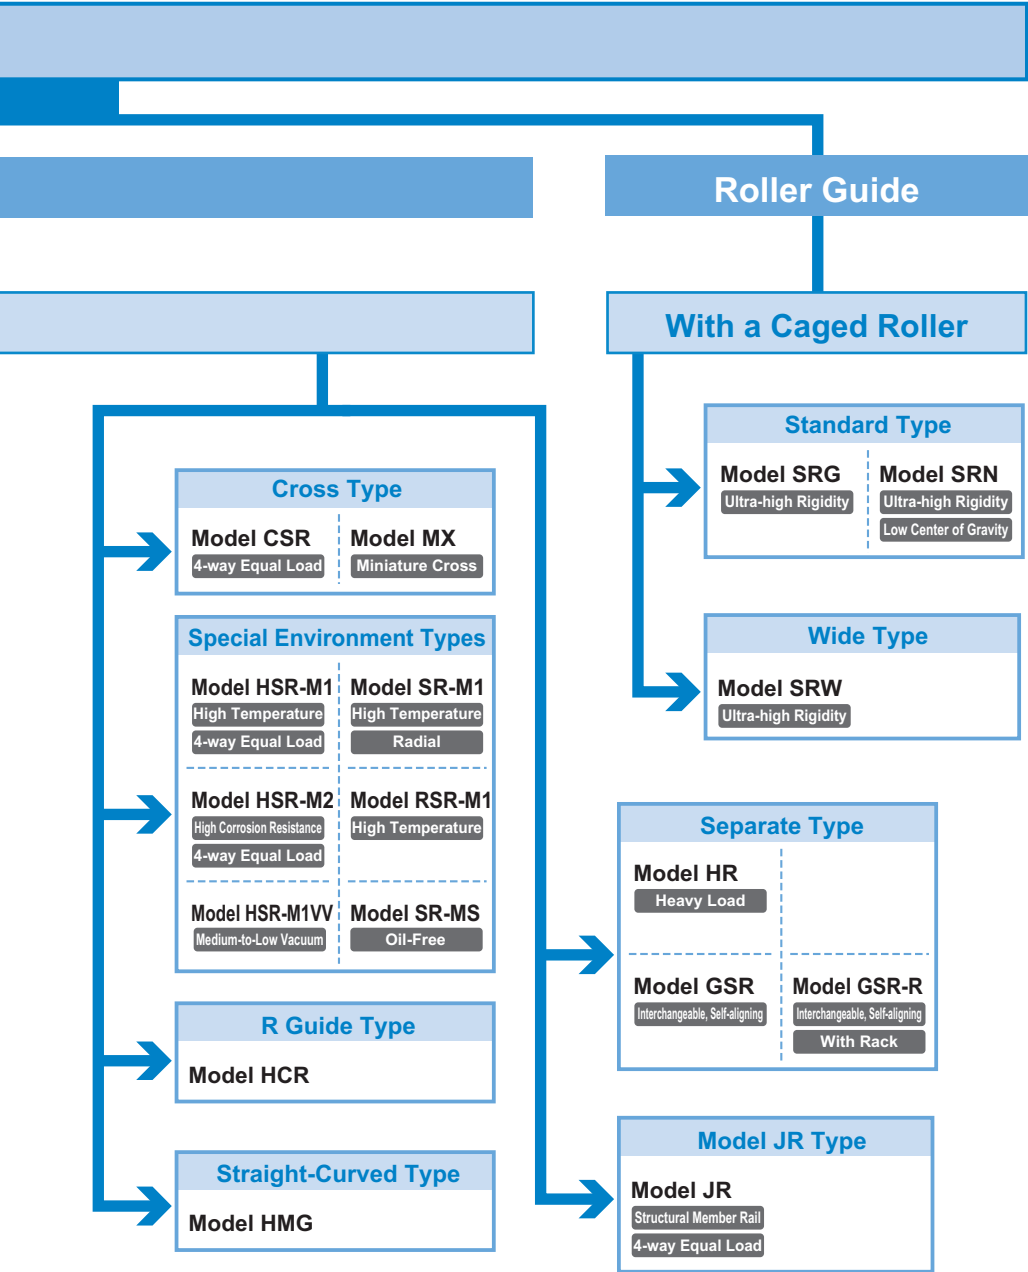 Roller Guide
With a Caged Roller
Standard Type
Model SRG
Ultra-high Rigidity
Model SRN
Ultra-high Rigidity
Low Center of Gravity
Wide Type
Model SRW
Ultra-high Rigidity
Cross Type
Model CSR
4-way Equal Load
Model MX
Miniature Cross
Special Environment Types
Model HSR-M1
High Temperature
4-way Equal Load
Model SR-M1
High Temperature
Radial
Model HSR-M2
High Corrosion Resistance
4-way Equal Load
Model RSR-M1
High Temperature
Model HSR-M1VV
Medium-to-Low Vacuum
Model SR-MS
Oil-Free
R Guide Type
Model HCR
Straight-Curved Type
Model HMG
Separate Type
Model HR
Heavy Load
Model GSR
Interchangeable, Self-aligning
Model GSR-R
Interchangeable, Self-aligning
With Rack
Model JR Type
Model JR
Structural Member Rail
4-way Equal Load